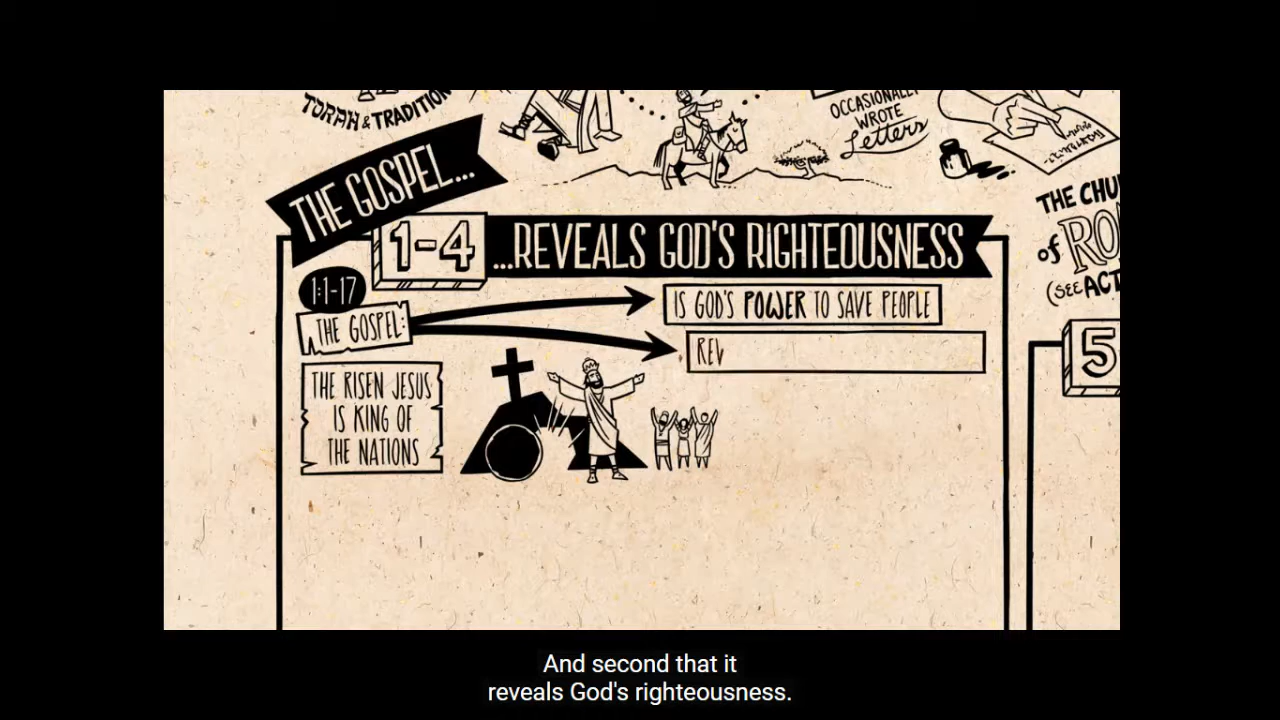 TORAH & TRADITION
OCCASIONALLY
WROTE
Letters
THE GOSPEL...
1-4
...REVEALS GOD'S RIGHTEOUSNESS
THE CHU
of RO
(SEE ACT
1:1-17
THE GOSPEL:
IS GOD'S POWER TO SAVE PEOPLE
REV
5
THE RISEN JESUS
IS KING OF
THE NATIONS
And second that it
reveals God's righteousness.